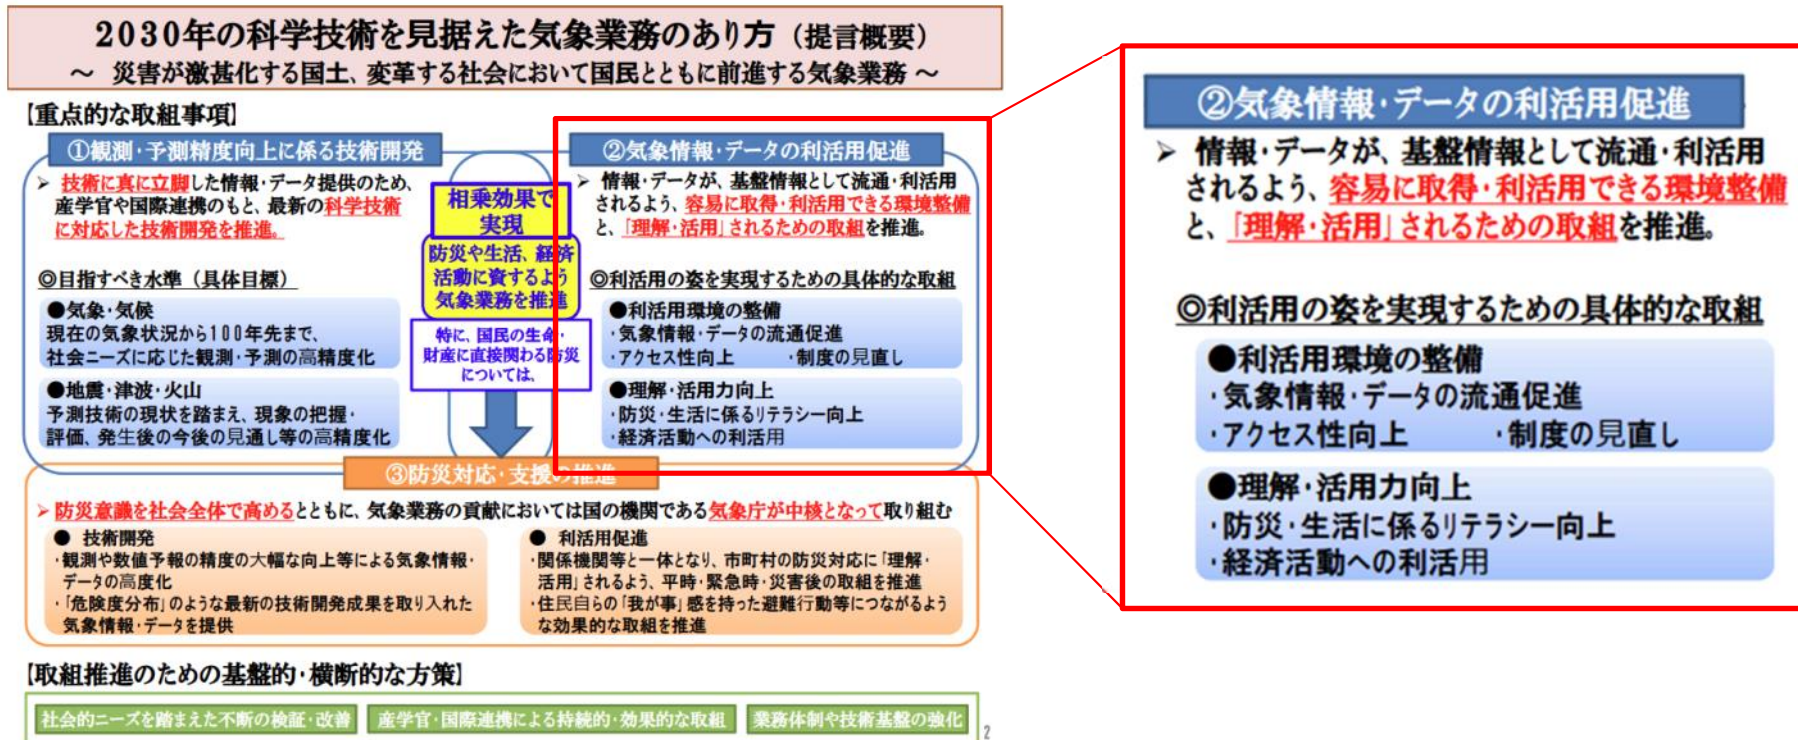 2030年の科学技術を見据えた気象業務のあり方（提言概要）
～ 災害が激甚化する国土、変革する社会において国民とともに前進する気象業務 ～
【重点的な取組事項】
①観測・予測精度向上に係る技術開発
➢ 技術に真に立脚した情報・データ提供のため、
産学官や国際連携のもと、最新の科学技術
に対応した技術開発を推進。
◎目指すべき水準（具体目標）
●気象・気候
現在の気象状況から100年先まで、
社会ニーズに応じた観測・予測の高精度化
●地震・津波・火山
予測技術の現状を踏まえ、現象の把握・
評価、発生後の今後の見通し等の高精度化
相乗効果で
実現
防災や生活、経済
活動に資するよう
気象業務を推進
特に、国民の生命・
財産に直接関わる防災
については、
②気象情報・データの利活用促進
➢ 情報・データが、基盤情報として流通・利活用
されるよう、容易に取得・利活用できる環境整備
と、「理解・活用」されるための取組を推進。
◎利活用の姿を実現するための具体的な取組
●利活用環境の整備
・気象情報・データの流通促進
・アクセス性向上 ・制度の見直し
●理解・活用力向上
・防災・生活に係るリテラシー向上
・経済活動への利活用
③防災対応・支援の推進
➢ 防災意識を社会全体で高めるとともに、気象業務の貢献においては国の機関である気象庁が中核となって取り組む
● 技術開発
・観測や数値予報の精度の大幅な向上等による気象情報・
データの高度化
・「危険度分布」のような最新の技術開発成果を取り入れた
気象情報・データを提供
● 利活用促進
・関係機関等と一体となり、市町村の防災対応に「理解・
活用」されるよう、平時・緊急時・災害後の取組を推進
・住民自らの「我が事」感を持った避難行動等につながるよう
な効果的な取組を推進
【取組推進のための基盤的・横断的な方策】
社会的ニーズを踏まえた不断の検証・改善
産学官・国際連携による持続的・効果的な取組
業務体制や技術基盤の強化
2
②気象情報・データの利活用促進
➢ 情報・データが、基盤情報として流通・利活用
されるよう、容易に取得・利活用できる環境整備
と、「理解・活用」されるための取組を推進。
◎利活用の姿を実現するための具体的な取組
●利活用環境の整備
・気象情報・データの流通促進
・アクセス性向上 ・制度の見直し
●理解・活用力向上
・防災・生活に係るリテラシー向上
・経済活動への利活用